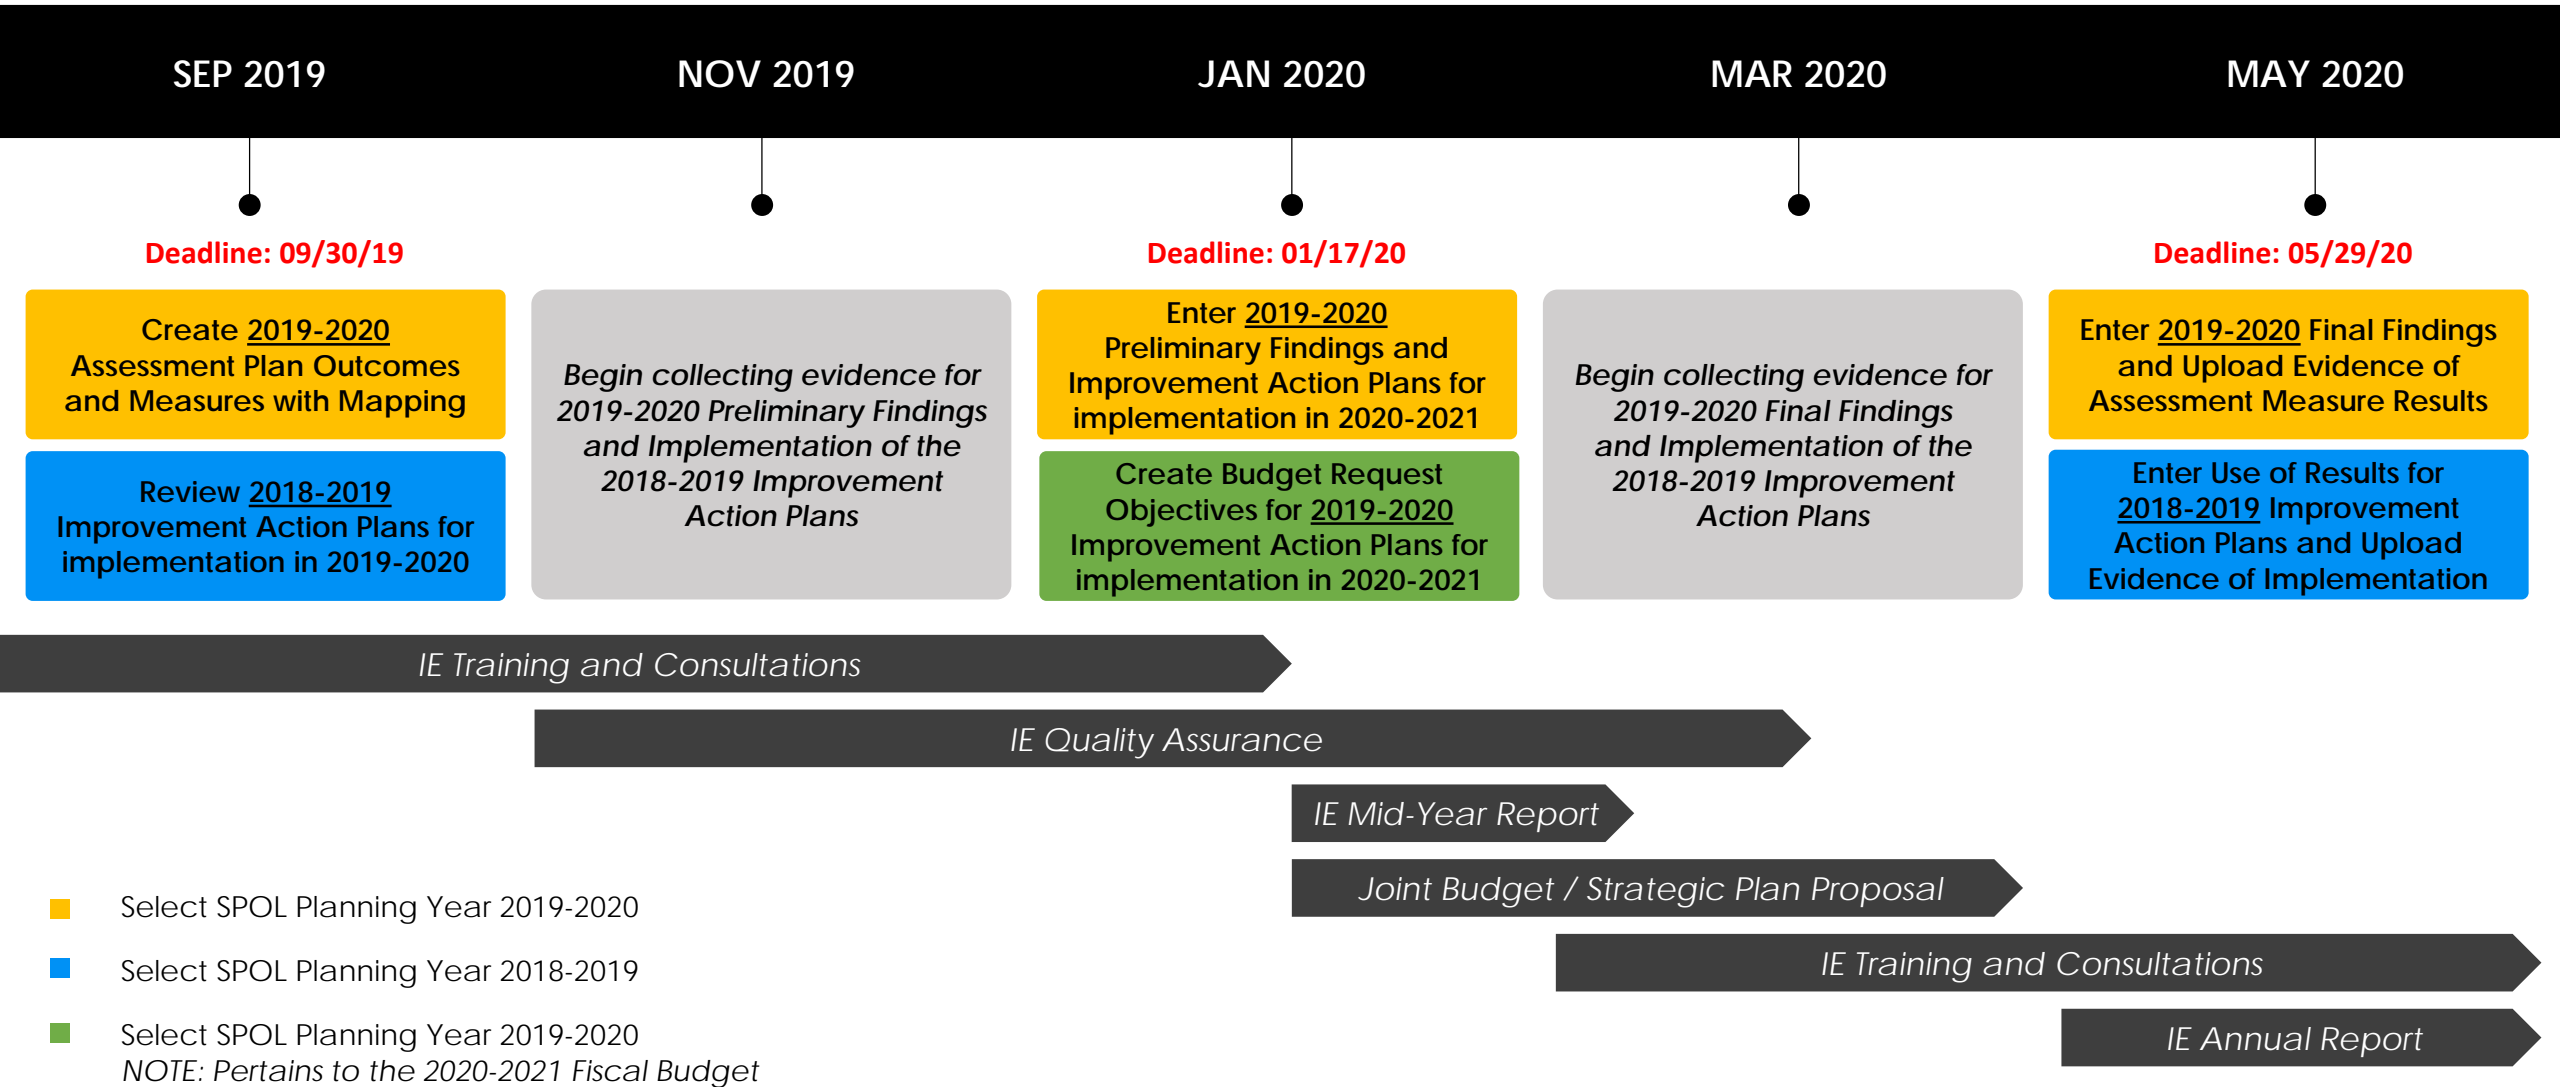 SEP 2019
NOV 2019
JAN 2020
MAR 2020
MAY 2020
Deadline: 09/30/19
Deadline: 01/17/20
Deadline: 05/29/20
Create 2019-2020
Assessment Plan Outcomes
and Measures with Mapping
Review 2018-2019
Improvement Action Plans for
implementation in 2019-2020
Begin collecting evidence for
2019-2020 Preliminary Findings
and Implementation of the
2018-2019 Improvement
Action Plans
Enter 2019-2020
Preliminary Findings and
Improvement Action Plans for
implementation in 2020-2021
Create Budget Request
Objectives for 2019-2020
Improvement Action Plans for
implementation in 2020-2021
Begin collecting evidence for
2019-2020 Final Findings
and Implementation of the
2018-2019 Improvement
Action Plans
Enter 2019-2020 Final Findings
and Upload Evidence of
Assessment Measure Results
Enter Use of Results for
2018-2019 Improvement
Action Plans and Upload
Evidence of Implementation
IE Training and Consultations
IE Quality Assurance
IE Mid-Year Report
Joint Budget / Strategic Plan Proposal
IE Training and Consultations
IE Annual Report
Select SPOL Planning Year 2019-2020
Select SPOL Planning Year 2018-2019
Select SPOL Planning Year 2019-2020
NOTE: Pertains to the 2020-2021 Fiscal Budget